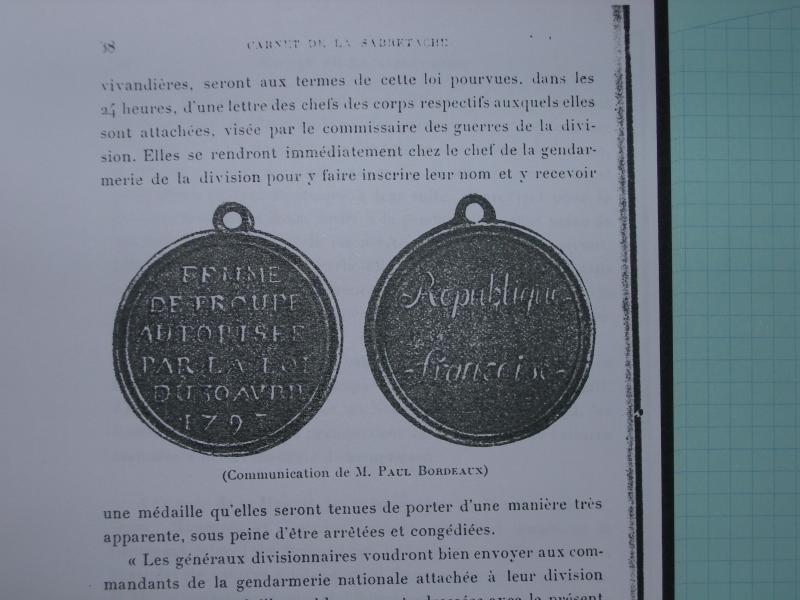 38 CARNET DE LA SABRETACHE
vivandières, seront aux termes de cette loi pourvues, dans les
24 heures, d'une lettre des chefs des corps respectifs auxquels elles
sont attachées, visée par le commissaire des guerres de la divi-
sion. Elles se rendront immédiatement chez le chef de la gendar-
merie de la division pour y faire inscrire leur nom et y recevoir
FEMME
DE TROUPE
AUTORISEE
PAR LA LOI
DU 30 AVRIL
1793
République
françoise
(Communication de M. PAUL BORDEAUX)
une médaille qu'elles seront tenues de porter d'une manière très
apparente, sous peine d'être arrêtées et congédiées.
« Les généraux divisionnaires voudront bien envoyer aux com-
mandants de la gendarmerie nationale attachée à leur division